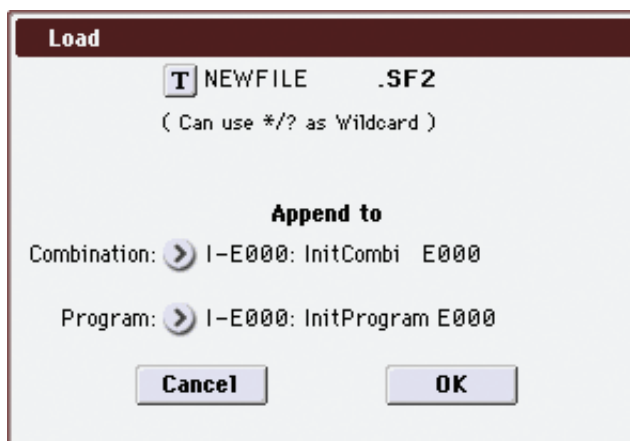 Load
T NEWFILE .SF2
( Can use */? as Wildcard )
Append to
Combination: I-E000: InitCombi E000
Program: I-E000: InitProgram E000
Cancel OK